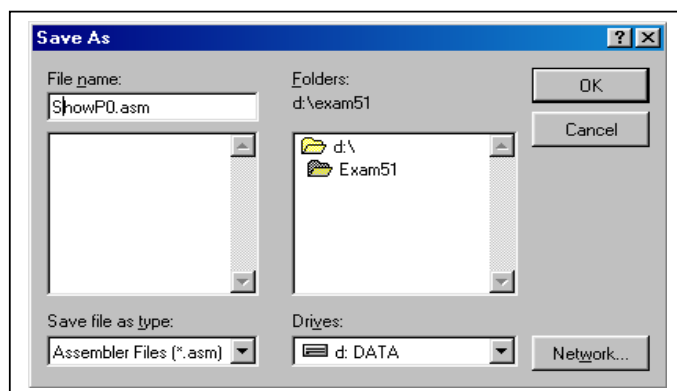 Save As
File name:
ShowP0.asm
Folders:
d:\exam51
d:\
Exam51
OK
Cancel
Save file as type:
Assembler Files (*.asm)
Drives:
d: DATA
Network...